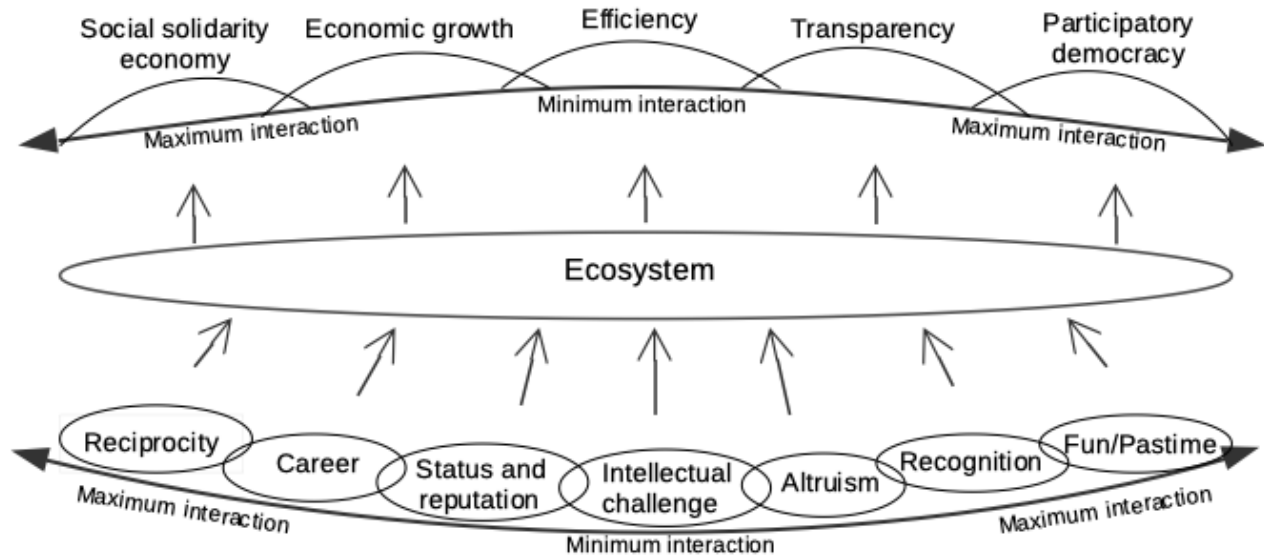 Social solidarity
economy
Economic growth
Efficiency
Transparency
Participatory
democracy
Maximum interaction
Minimum interaction
Maximum interaction
Ecosystem
Reciprocity
Career
Status and
reputation
Intellectual
challenge
Altruism
Recognition
Fun/Pastime
Maximum interaction
Minimum interaction
Maximum interaction